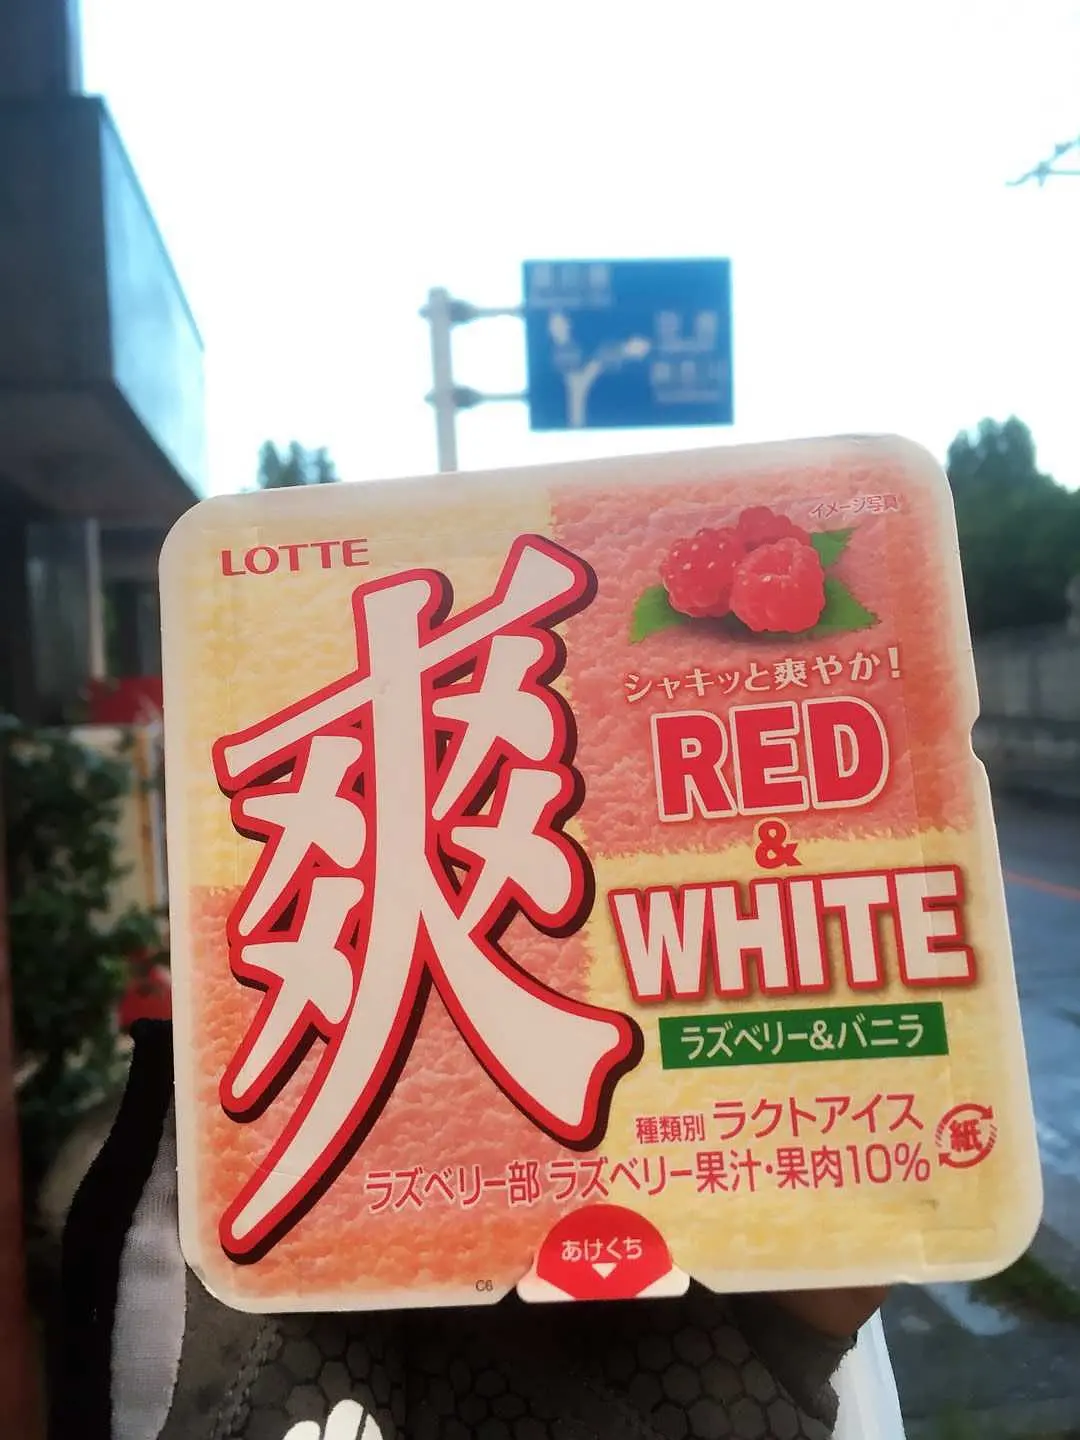 LOTTE
爽
イメージ写真
シャキッと爽やか!
RED
&
WHITE
ラズベリー&バニラ
種類別 ラクトアイス
紙
ラズベリー部 ラズベリー果汁・果肉10%
あけくち
C6